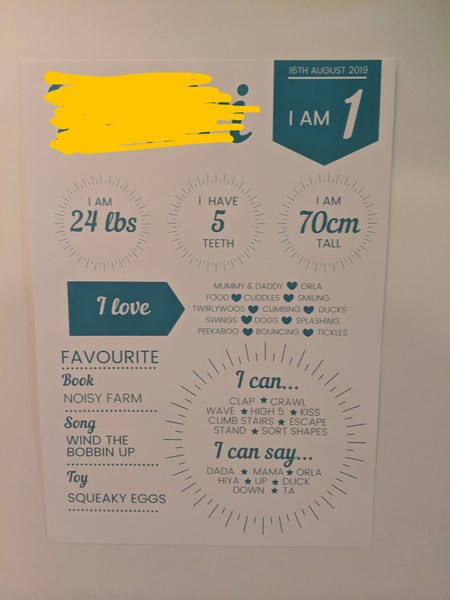 16TH AUGUST 2019
I AM 1
I AM
24 lbs
I HAVE
5
TEETH
I AM
70cm
TALL
I love
MUMMY & DADDY ♥ ORLA
FOOD ♥ CUDDLES ♥ SMILING
TWIRLYWOOS ♥ CLIMBING ♥ DUCKS
SWINGS ♥ DOGS ♥ SPLASHING
PEEKABOO ♥ BOUNCING ♥ TICKLES
FAVOURITE
Book
NOISY FARM
Song
WIND THE
BOBBIN UP
Toy
SQUEAKY EGGS
I can...
CLAP ★ CRAWL
WAVE ★ HIGH 5 ★ KISS
CLIMB STAIRS ★ ESCAPE
STAND ★ SORT SHAPES
I can say...
DADA ★ MAMA ★ ORLA
HIYA ★ UP ★ DUCK
DOWN ★ TA